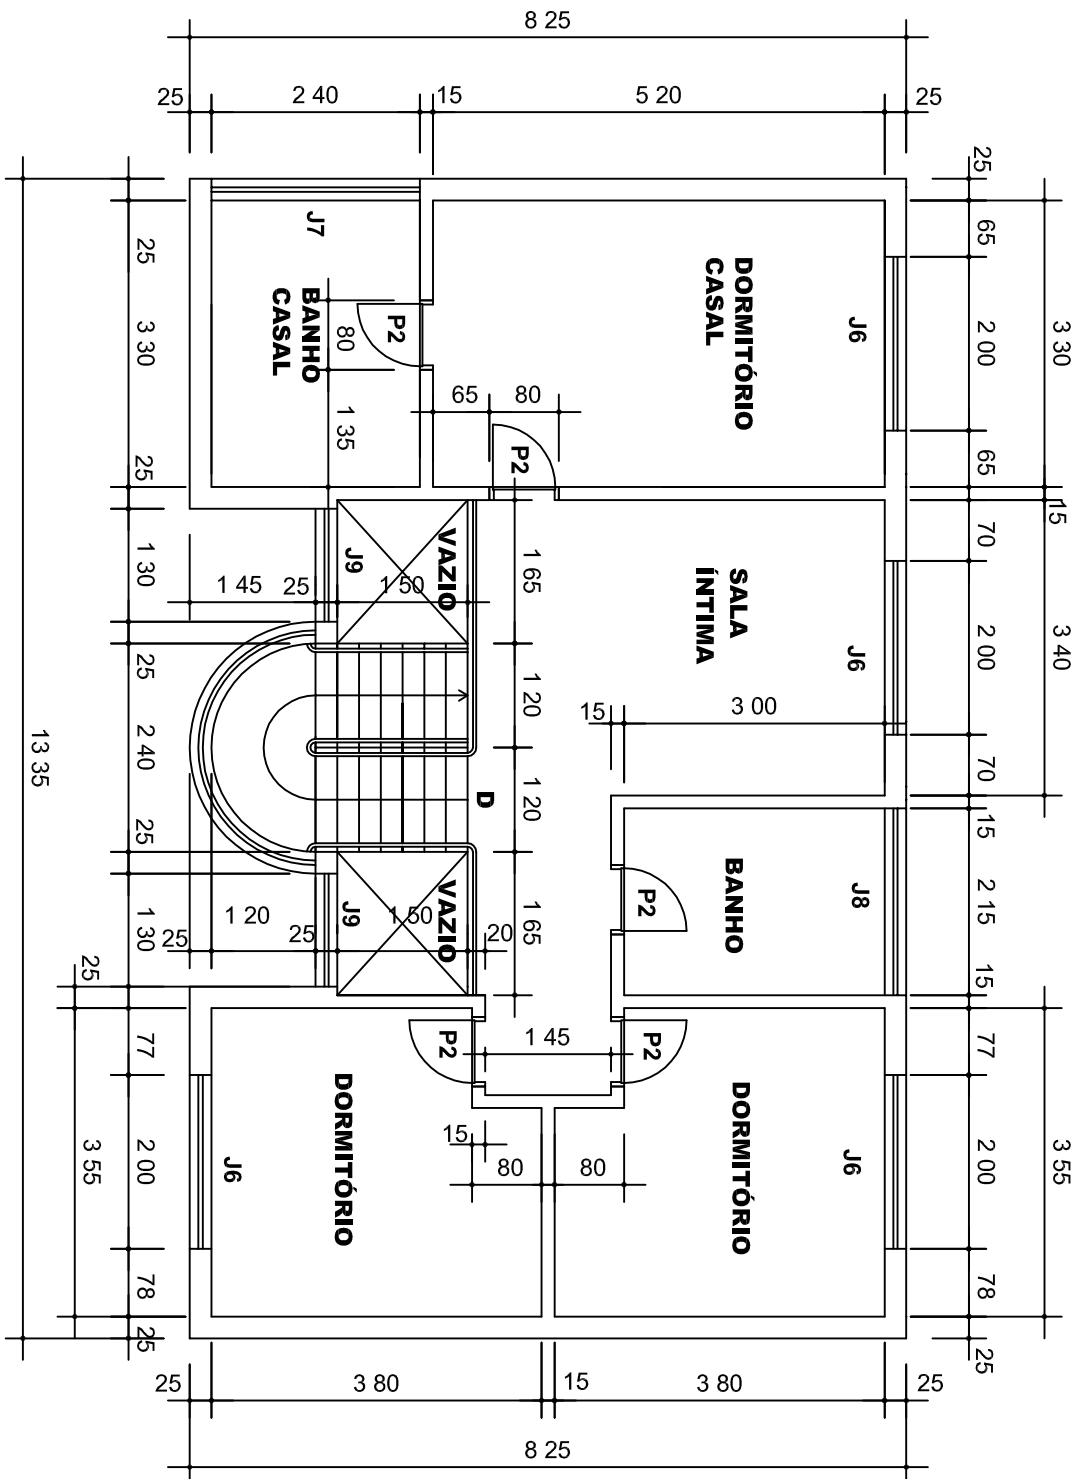 8 25
25
2 40
15
5 20
25
25
65
2 00
65
3 30
15
70
2 00
70
3 40
15
2 15
15
77
2 00
78
3 55
25
25
3 30
25
1 30
25
2 40
25
1 30
25
77
2 00
78
25
3 55
13 35
J7
BANHO
CASAL
P2
80
1 35
DORMITÓRIO
CASAL
J6
65
80
P2
VAZIO
J9
1 45
25
1 50
1 65
SALA
ÍNTIMA
J6
1 20
15
3 00
1 20
D
BANHO
J8
P2
VAZIO
J9
25
1 20
25
1 50
20
1 65
P2
1 45
P2
DORMITÓRIO
J6
DORMITÓRIO
J6
15
80
80
25
3 80
15
3 80
25
8 25